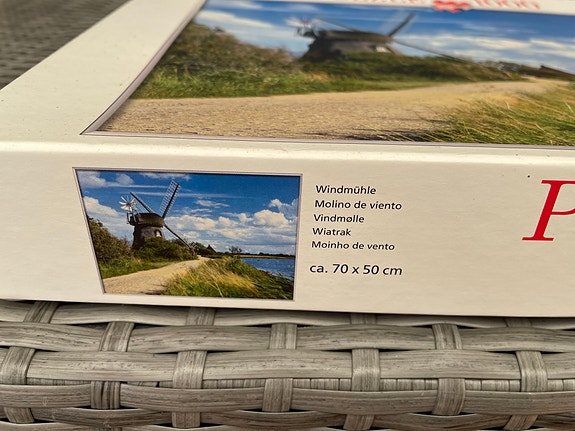 Windmühle
Molino de viento
Vindmølle
Wiatrak
Moinho de vento
ca. 70 x 50 cm
P